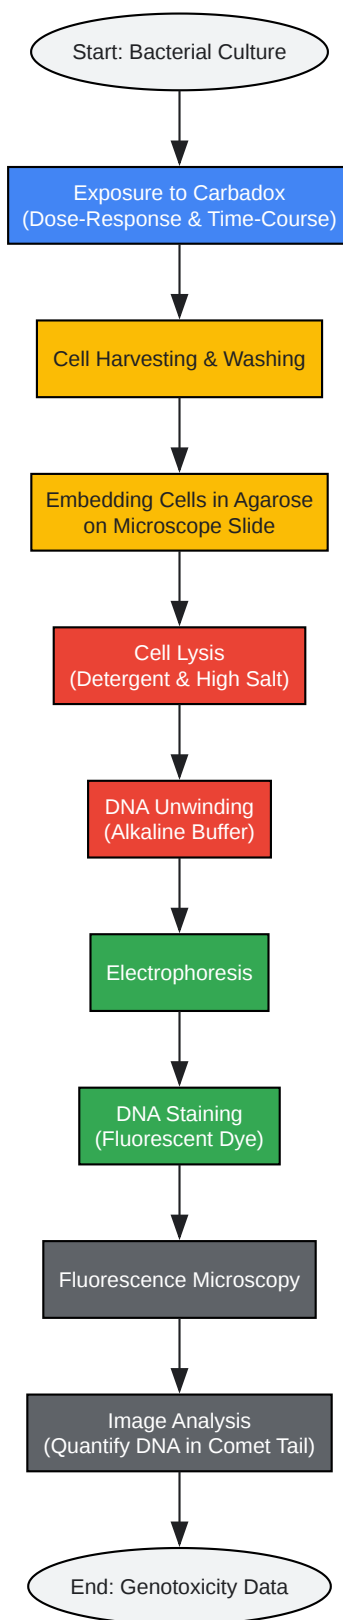 Start: Bacterial Culture
Exposure to Carbadox
(Dose-Response & Time-Course)
Cell Harvesting & Washing
Embedding Cells in Agarose
on Microscope Slide
Cell Lysis
(Detergent & High Salt)
DNA Unwinding
(Alkaline Buffer)
Electrophoresis
DNA Staining
(Fluorescent Dye)
Fluorescence Microscopy
Image Analysis
(Quantify DNA in Comet Tail)
End: Genotoxicity Data